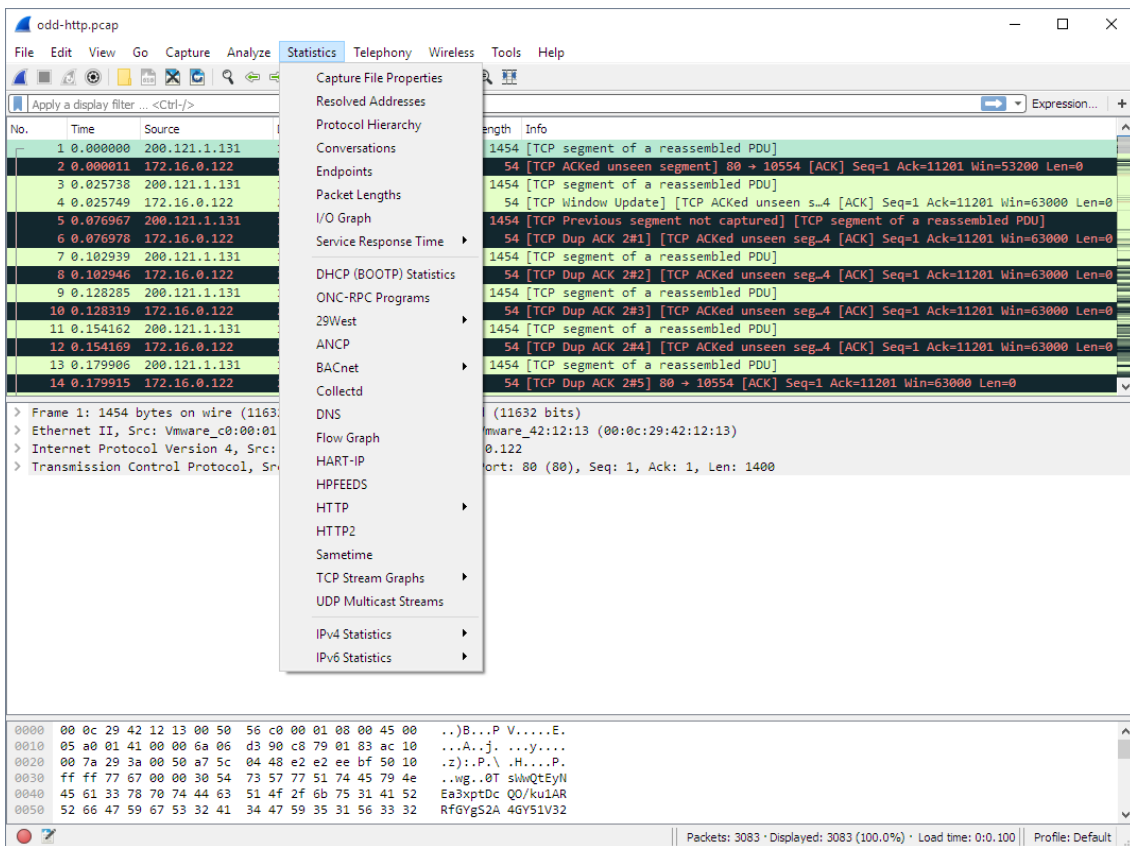 odd-http.pcap
File Edit View Go Capture Analyze Statistics Telephony Wireless Tools Help
Apply a display filter ... <Ctrl-/> Expression... +
No. Time Source ength Info
1 0.000000 200.121.1.131 1454 [TCP segment of a reassembled PDU]
2 0.000011 172.16.0.122 54 [TCP ACKed unseen segment] 80 → 10554 [ACK] Seq=1 Ack=11201 Win=53200 Len=0
3 0.025738 200.121.1.131 1454 [TCP segment of a reassembled PDU]
4 0.025749 172.16.0.122 54 [TCP Window Update] [TCP ACKed unseen s…4 [ACK] Seq=1 Ack=11201 Win=63000 Len=0
5 0.076967 200.121.1.131 1454 [TCP Previous segment not captured] [TCP segment of a reassembled PDU]
6 0.076978 172.16.0.122 54 [TCP Dup ACK 2#1] [TCP ACKed unseen seg…4 [ACK] Seq=1 Ack=11201 Win=63000 Len=0
7 0.102939 200.121.1.131 1454 [TCP segment of a reassembled PDU]
8 0.102946 172.16.0.122 54 [TCP Dup ACK 2#2] [TCP ACKed unseen seg…4 [ACK] Seq=1 Ack=11201 Win=63000 Len=0
9 0.128285 200.121.1.131 1454 [TCP segment of a reassembled PDU]
10 0.128319 172.16.0.122 54 [TCP Dup ACK 2#3] [TCP ACKed unseen seg…4 [ACK] Seq=1 Ack=11201 Win=63000 Len=0
11 0.154162 200.121.1.131 1454 [TCP segment of a reassembled PDU]
12 0.154169 172.16.0.122 54 [TCP Dup ACK 2#4] [TCP ACKed unseen seg…4 [ACK] Seq=1 Ack=11201 Win=63000 Len=0
13 0.179906 200.121.1.131 1454 [TCP segment of a reassembled PDU]
14 0.179915 172.16.0.122 54 [TCP Dup ACK 2#5] 80 → 10554 [ACK] Seq=1 Ack=11201 Win=63000 Len=0
Capture File Properties
Resolved Addresses
Protocol Hierarchy
Conversations
Endpoints
Packet Lengths
I/O Graph
Service Response Time
DHCP (BOOTP) Statistics
ONC-RPC Programs
29West
ANCP
BACnet
Collectd
DNS
Flow Graph
HART-IP
HPFEEDS
HTTP
HTTP2
Sametime
TCP Stream Graphs
UDP Multicast Streams
IPv4 Statistics
IPv6 Statistics
> Frame 1: 1454 bytes on wire (1163 (11632 bits)
> Ethernet II, Src: Vmware_c0:00:01 mware_42:12:13 (00:0c:29:42:12:13)
> Internet Protocol Version 4, Src: 0.122
> Transmission Control Protocol, Sr ort: 80 (80), Seq: 1, Ack: 1, Len: 1400
0000 00 0c 29 42 12 13 00 50 56 c0 00 01 08 00 45 00 ..)B...P V.....E.
0010 05 a0 01 41 00 00 6a 06 d3 90 c8 79 01 83 ac 10 ...A..j. ...y....
0020 00 7a 29 3a 00 50 a7 5c 04 48 e2 e2 ee bf 50 10 .z):.P.\ .H....P.
0030 ff ff 77 67 00 00 30 54 73 57 77 51 74 45 79 4e ..wg..0T sWwQtEyN
0040 45 61 33 78 70 74 44 63 51 4f 2f 6b 75 31 41 52 Ea3xptDc QO/ku1AR
0050 52 66 47 59 67 53 32 41 34 47 59 35 31 56 33 32 RfGYgS2A 4GY51V32
Packets: 3083 · Displayed: 3083 (100.0%) · Load time: 0:0.100 Profile: Default